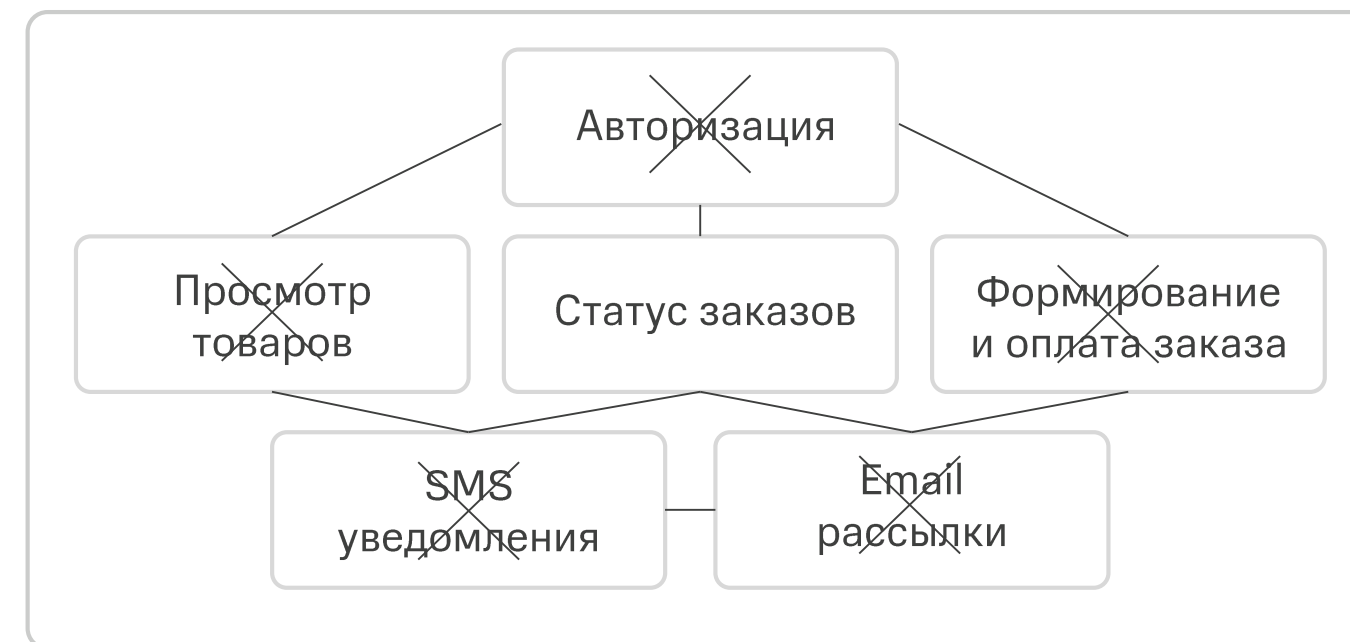 Авторизация
Просмотр
товаров
Статус заказов
Формирование
и оплата заказа
SMS
уведомления
Email
рассылки